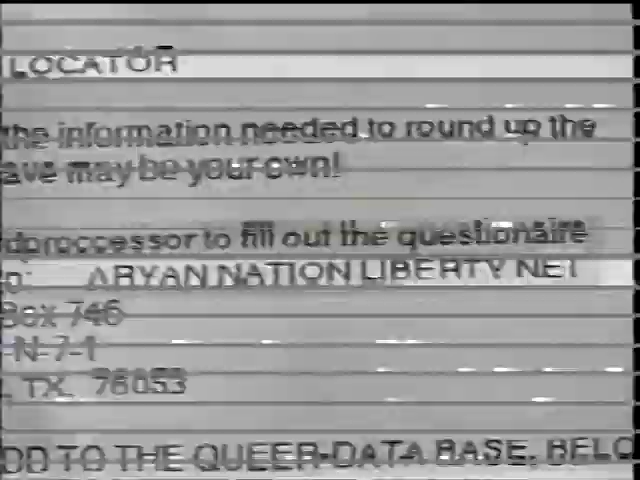 LOCATOR
the information needed to round up the
ave may be your own!
dproccessor to fill out the questionaire
o: ARYAN NATION LIBERTY NET
Box 746
N-7-1
, TX. 76053
DD TO THE QUEER-DATA BASE. BELO